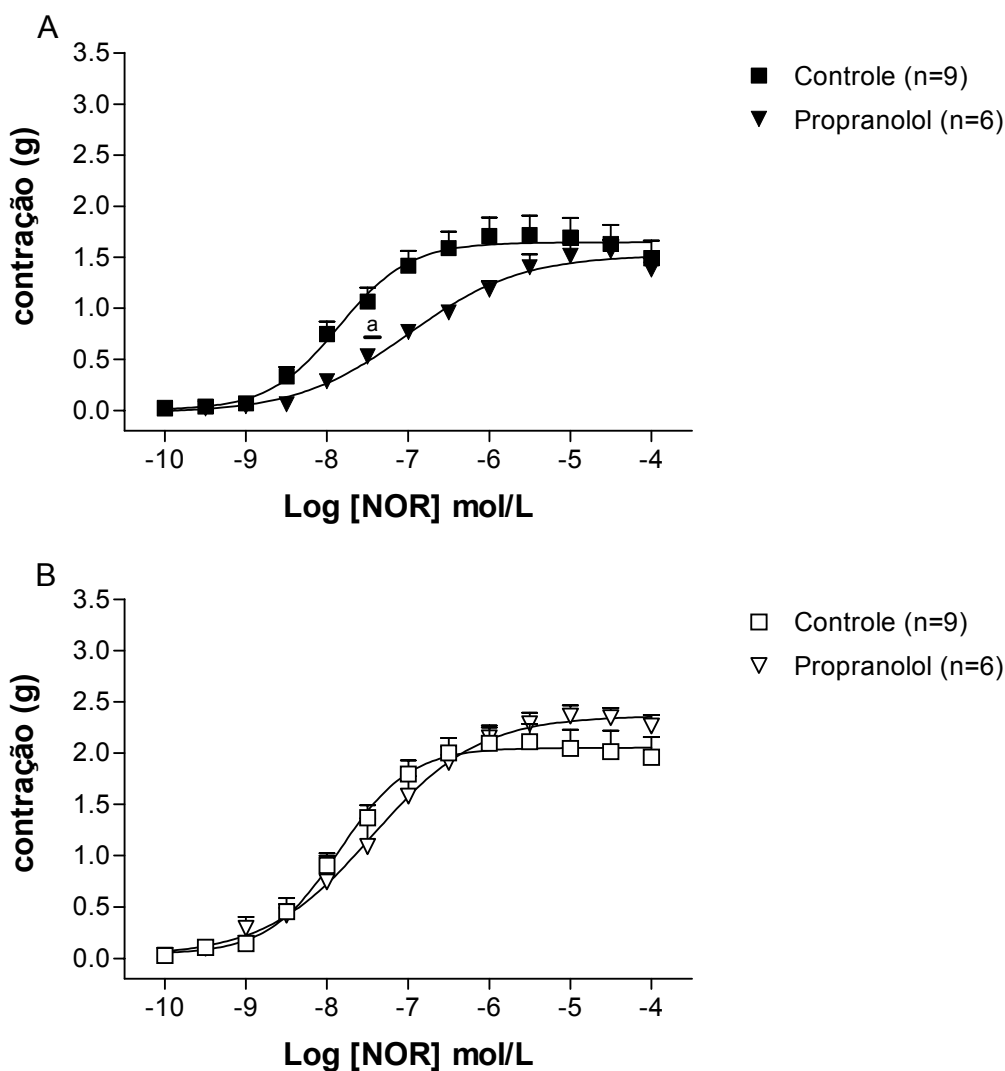 A
3.5
3.0
2.5
2.0
1.5
1.0
0.5
0.0
contração (g)
a
-10 -9 -8 -7 -6 -5 -4
Log [NOR] mol/L
Controle (n=9)
Propranolol (n=6)
B
3.5
3.0
2.5
2.0
1.5
1.0
0.5
0.0
contração (g)
-10 -9 -8 -7 -6 -5 -4
Log [NOR] mol/L
Controle (n=9)
Propranolol (n=6)